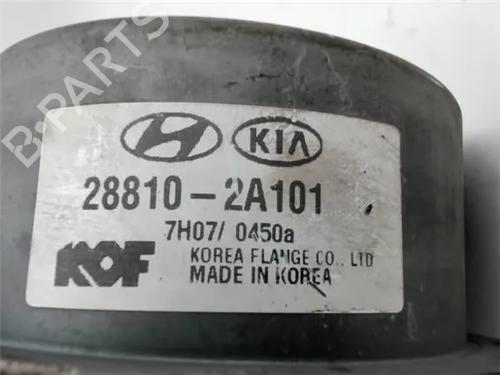 B-PARTS
KIA
28810-2A101
7H07/ 0450a
KOF
KOREA FLANGE CO., LTD
MADE IN KOREA